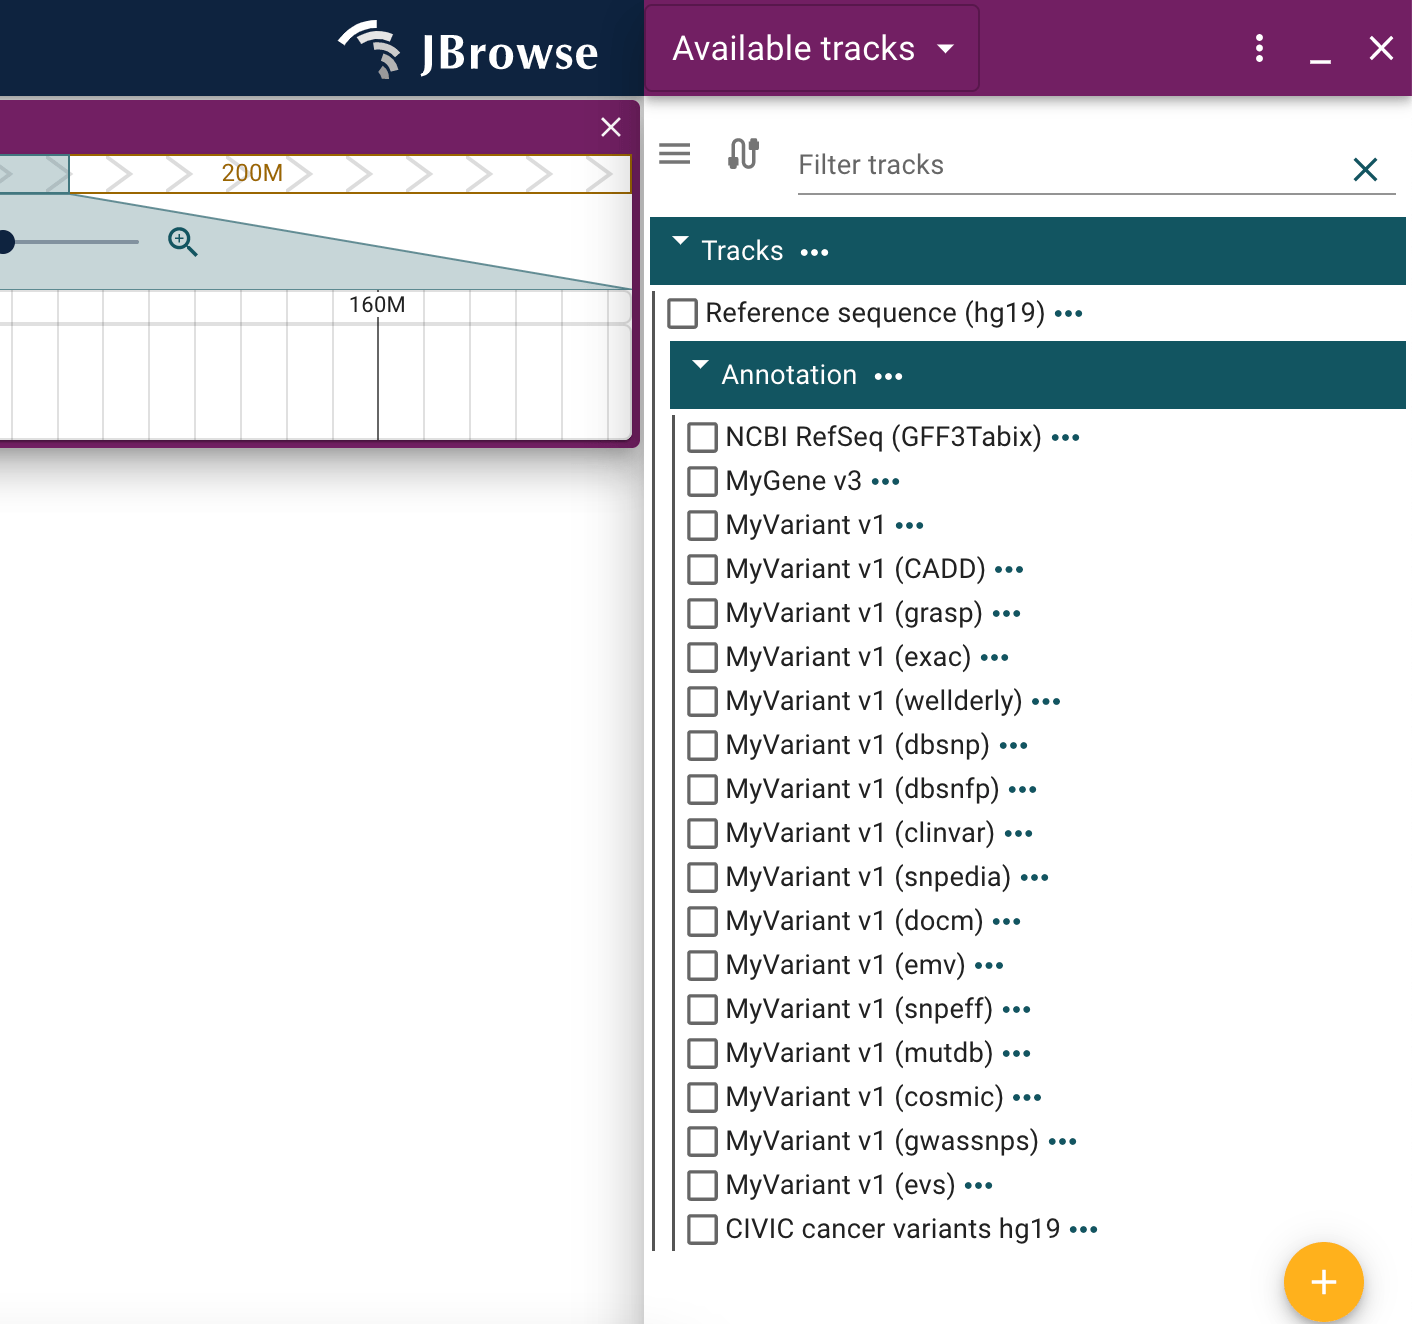 JBrowse
Available tracks
200M
160M
Filter tracks
Tracks
Reference sequence (hg19)
Annotation
NCBI RefSeq (GFF3Tabix)
MyGene v3
MyVariant v1
MyVariant v1 (CADD)
MyVariant v1 (grasp)
MyVariant v1 (exac)
MyVariant v1 (wellderly)
MyVariant v1 (dbsnp)
MyVariant v1 (dbsnfp)
MyVariant v1 (clinvar)
MyVariant v1 (snpedia)
MyVariant v1 (docm)
MyVariant v1 (emv)
MyVariant v1 (snpeff)
MyVariant v1 (mutdb)
MyVariant v1 (cosmic)
MyVariant v1 (gwassnps)
MyVariant v1 (evs)
CIVIC cancer variants hg19